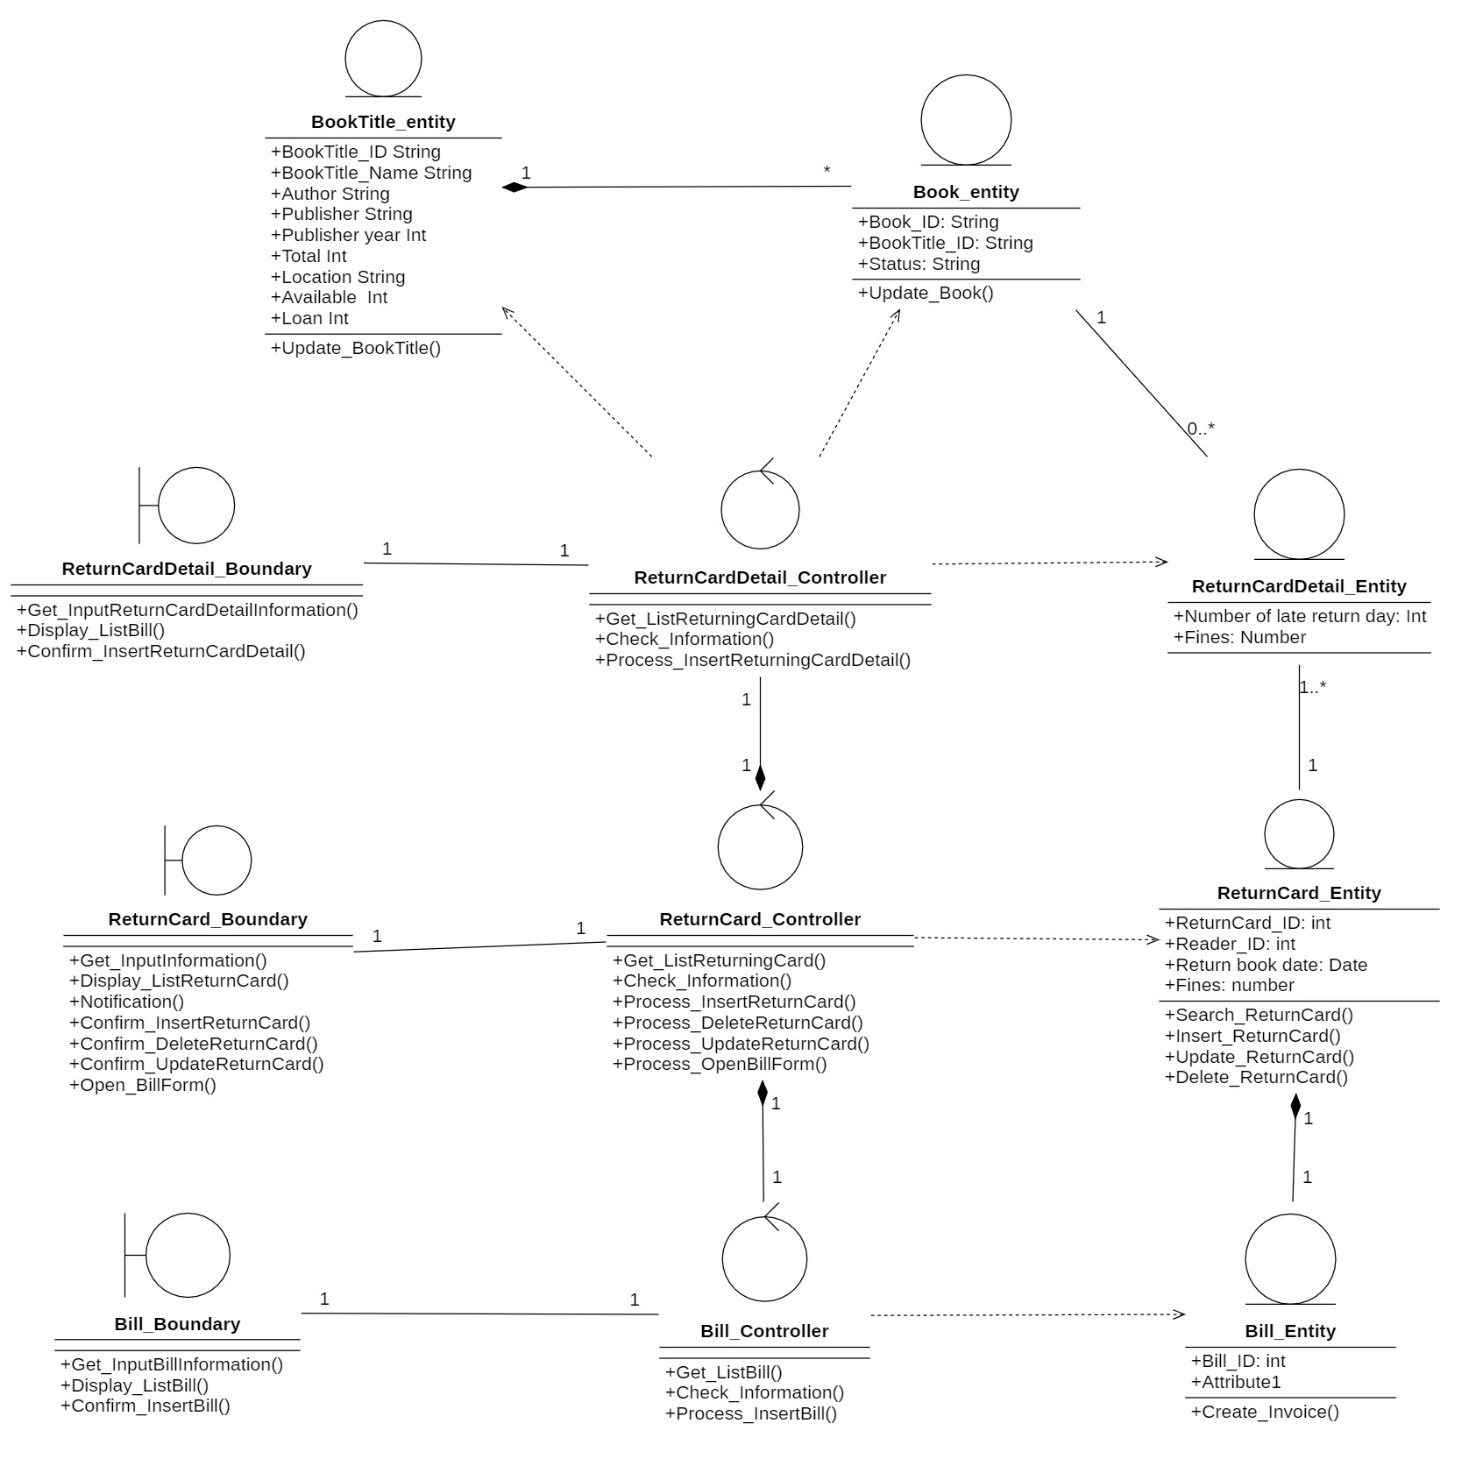 BookTitle_entity
+BookTitle_ID String
+BookTitle_Name String
+Author String
+Publisher String
+Publisher year Int
+Total Int
+Location String
+Available  Int
+Loan Int
+Update_BookTitle()
1
*
Book_entity
+Book_ID: String
+BookTitle_ID: String
+Status: String
+Update_Book()
1
0..*
ReturnCardDetail_Boundary
+Get_InputReturnCardDetailInformation()
+Display_ListBill()
+Confirm_InsertReturnCardDetail()
1
1
ReturnCardDetail_Controller
+Get_ListReturningCardDetail()
+Check_Information()
+Process_InsertReturningCardDetail()
ReturnCardDetail_Entity
+Number of late return day: Int
+Fines: Number
1
1
1..*
1
ReturnCard_Boundary
+Get_InputInformation()
+Display_ListReturnCard()
+Notification()
+Confirm_InsertReturnCard()
+Confirm_DeleteReturnCard()
+Confirm_UpdateReturnCard()
+Open_BillForm()
1
1
ReturnCard_Controller
+Get_ListReturningCard()
+Check_Information()
+Process_InsertReturnCard()
+Process_DeleteReturnCard()
+Process_UpdateReturnCard()
+Process_OpenBillForm()
ReturnCard_Entity
+ReturnCard_ID: int
+Reader_ID: int
+Return book date: Date
+Fines: number
+Search_ReturnCard()
+Insert_ReturnCard()
+Update_ReturnCard()
+Delete_ReturnCard()
1
1
1
1
Bill_Boundary
+Get_InputBillInformation()
+Display_ListBill()
+Confirm_InsertBill()
1
1
Bill_Controller
+Get_ListBill()
+Check_Information()
+Process_InsertBill()
Bill_Entity
+Bill_ID: int
+Attribute1
+Create_Invoice()